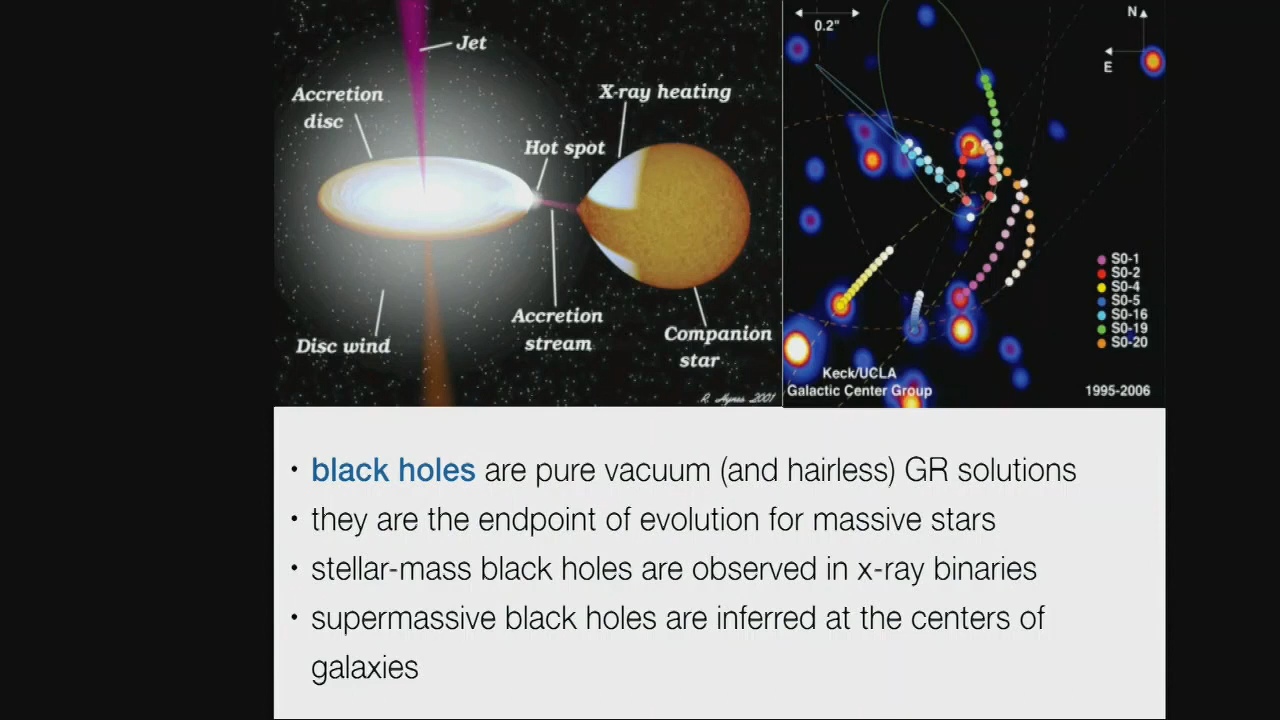 Jet
Accretion
disc
X-ray heating
Hot spot
Accretion
stream
Companion
star
Disc wind
0.2"
N
E
S0-1
S0-2
S0-4
S0-5
S0-16
S0-19
S0-20
Keck/UCLA
Galactic Center Group
1995-2006
• black holes are pure vacuum (and hairless) GR solutions
• they are the endpoint of evolution for massive stars
• stellar-mass black holes are observed in x-ray binaries
• supermassive black holes are inferred at the centers of
galaxies